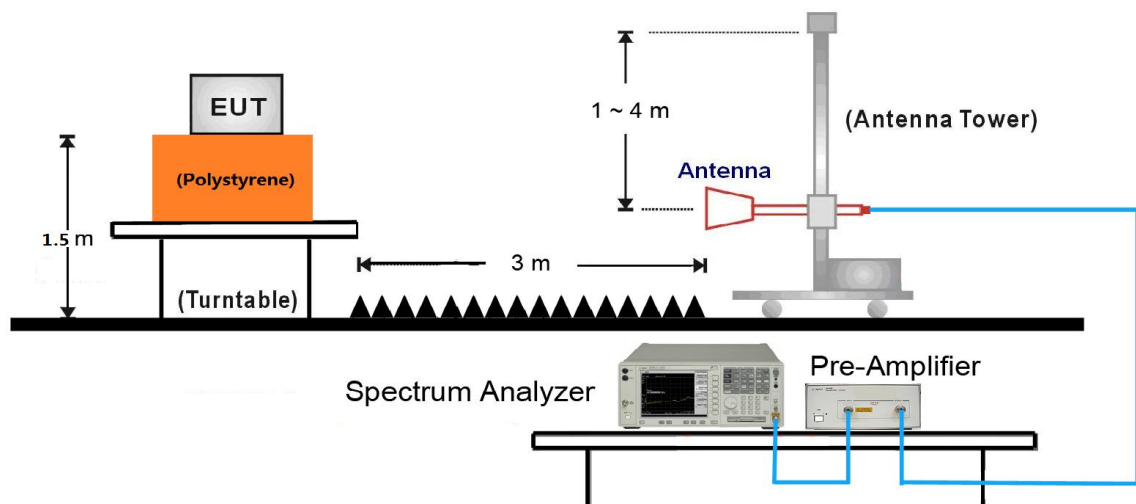 EUT
1 ~ 4 m
(Antenna Tower)
Antenna
(Polystyrene)
1.5 m
3 m
(Turntable)
Spectrum Analyzer
Pre-Amplifier